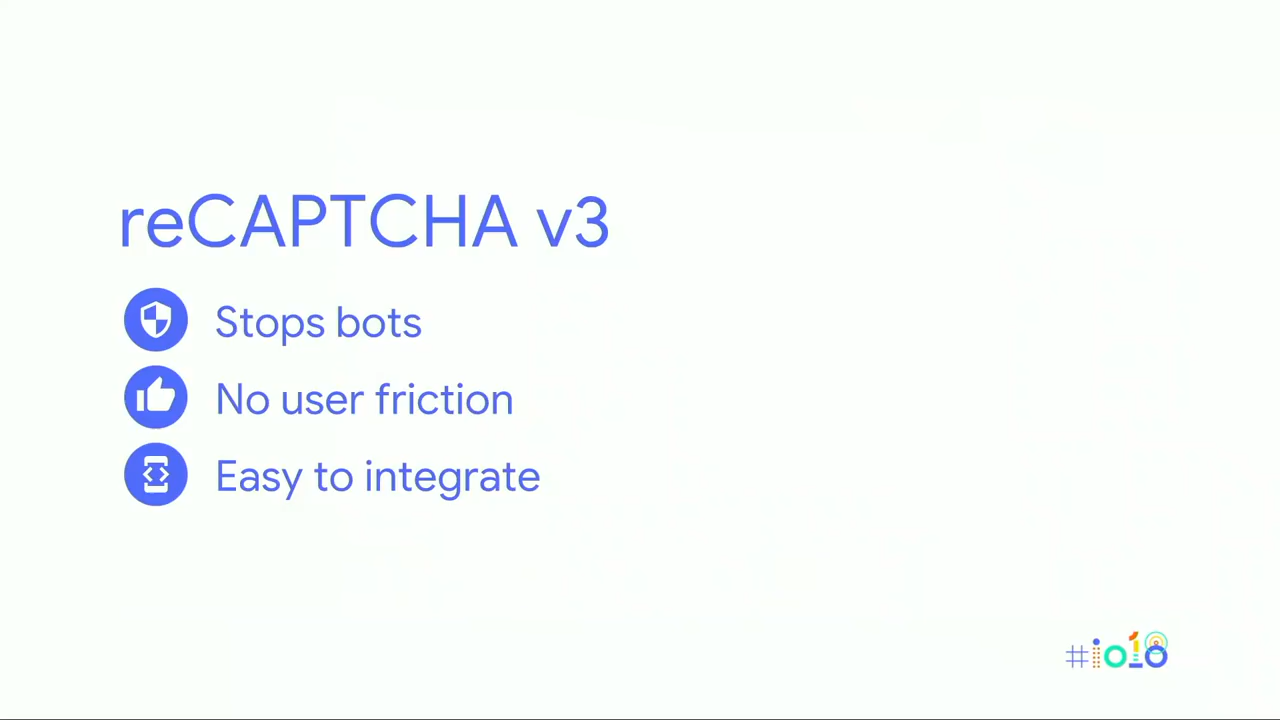 reCAPTCHA v3
Stops bots
No user friction
Easy to integrate
#io18